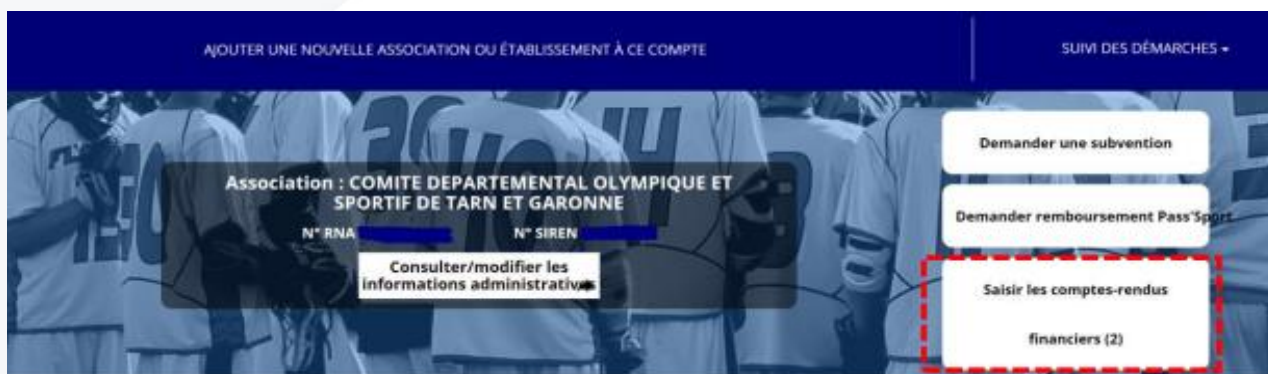 AJOUTER UNE NOUVELLE ASSOCIATION OU ÉTABLISSEMENT À CE COMPTE
SUIVI DES DÉMARCHES
Association : COMITE DEPARTEMENTAL OLYMPIQUE ET
SPORTIF DE TARN ET GARONNE
N° RNA N° SIREN
Consulter/modifier les
informations administratives
Demander une subvention
Demander remboursement Pass'Sport
Saisir les comptes-rendus
financiers (2)